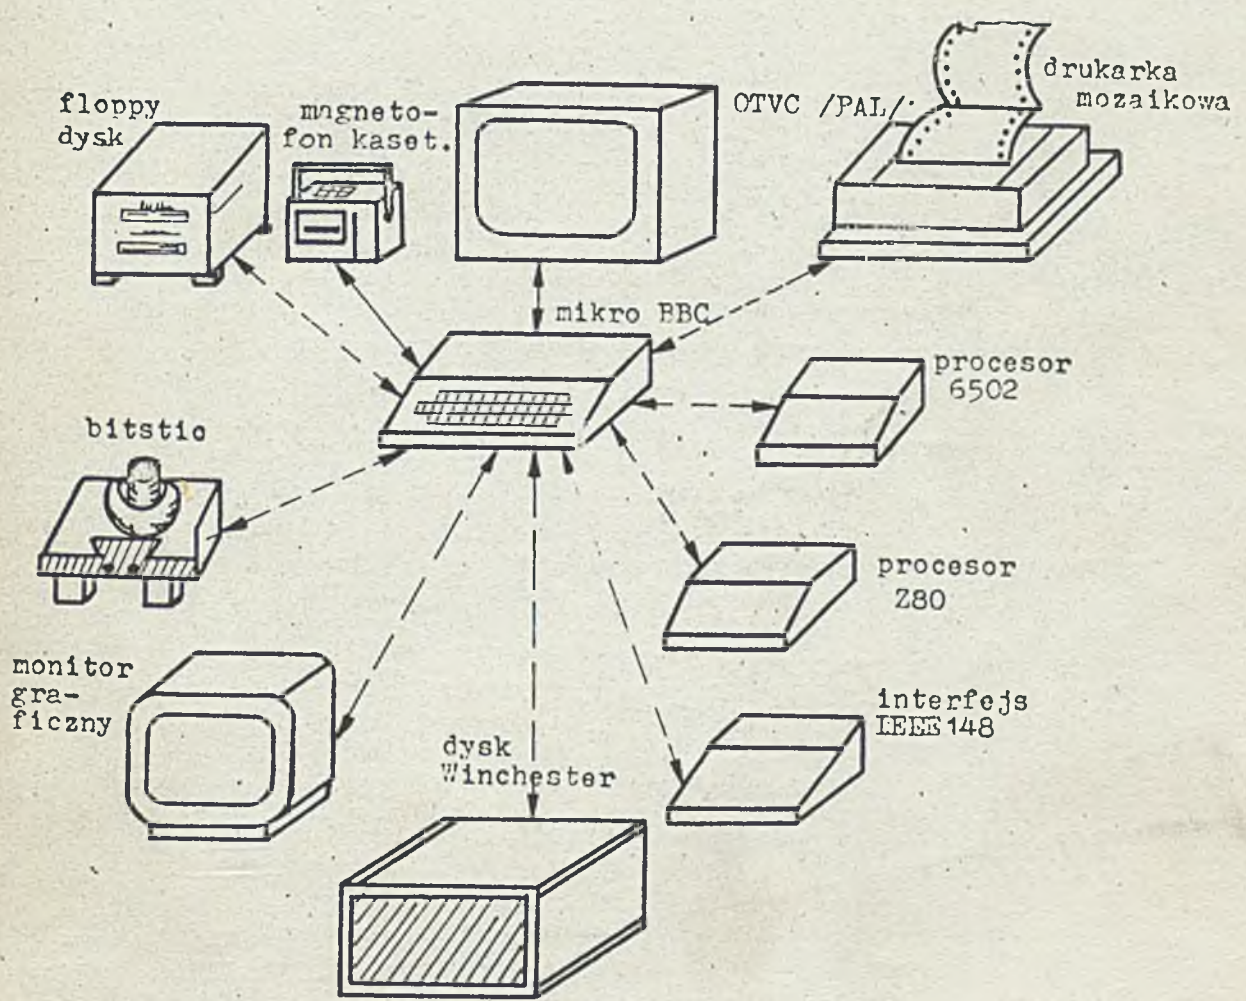 floppy
dysk
magneto-
fon kaset.
OTVC /PAL/
drukarka
mozaikowa
mikro BBC
procesor
6502
bitstic
procesor
Z80
monitor
gra-
ficzny
interfejs
IEEE 148
dysk
Winchester